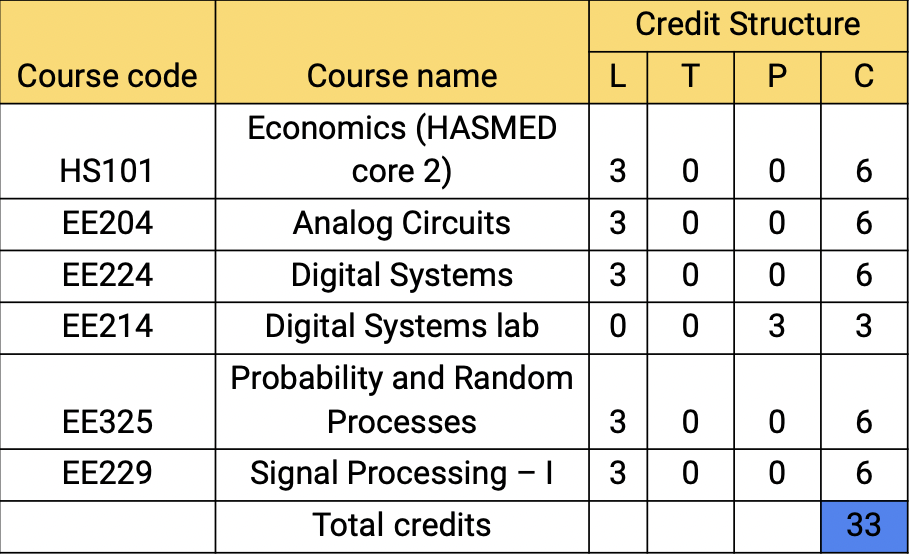 Credit Structure
Course code Course name L T P C
Economics (HASMED
HS101 core 2) 3 0 0 6
EE204 Analog Circuits 3 0 0 6
EE224 Digital Systems 3 0 0 6
EE214 Digital Systems lab 0 0 3 3
Probability and Random
EE325 Processes 3 0 0 6
EE229 Signal Processing – I 3 0 0 6
Total credits 33